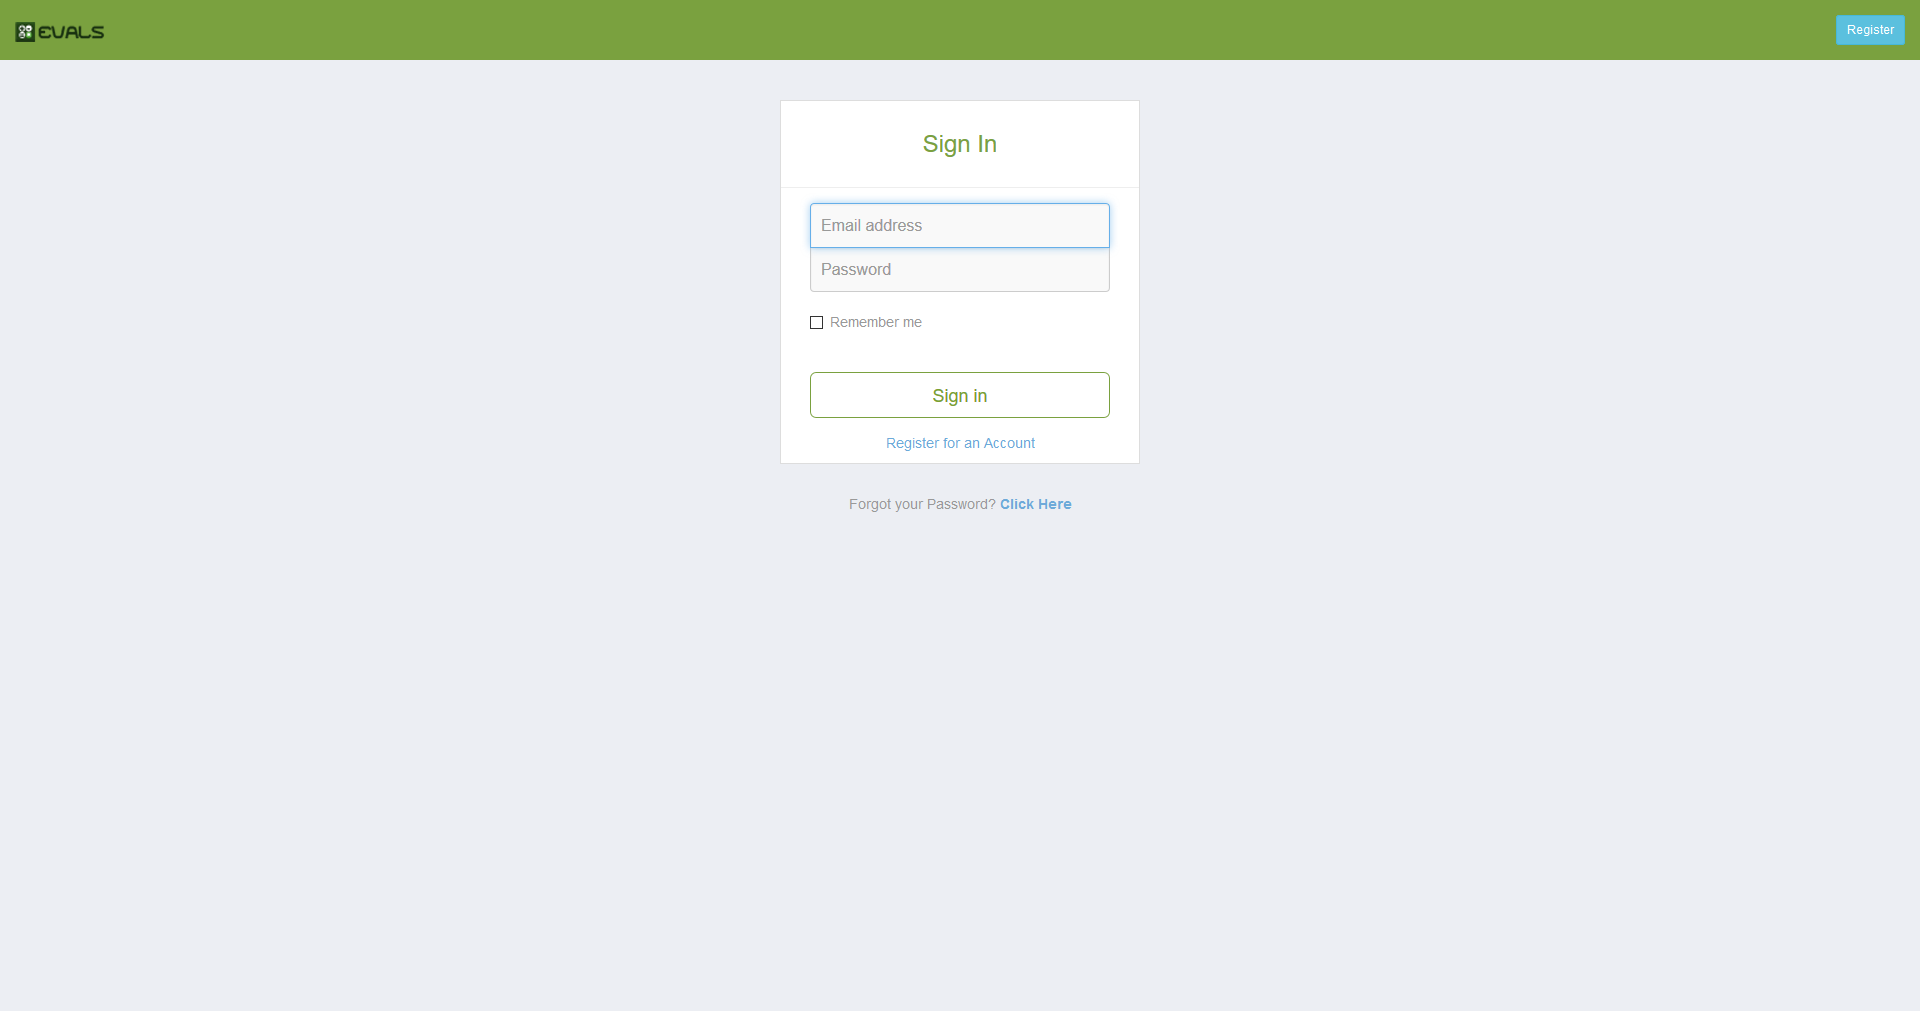 EVALS
Register
Sign In
Email address
Password
Remember me
Sign in
Register for an Account
Forgot your Password? Click Here